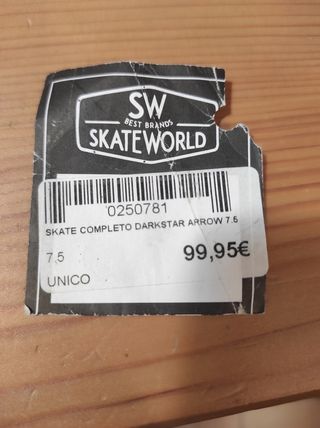 SW
BEST BRANDS
SKATEWORLD
0250781
SKATE COMPLETO DARKSTAR ARROW 7.5
7.5 99,95€
UNICO